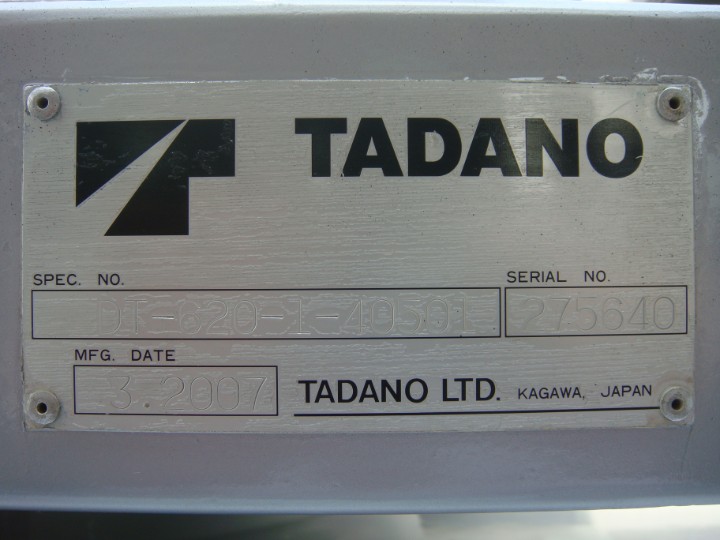 TADANO
SPEC. NO.
SERIAL NO.
275640
MFG. DATE
3.2007
TADANO LTD. KAGAWA, JAPAN